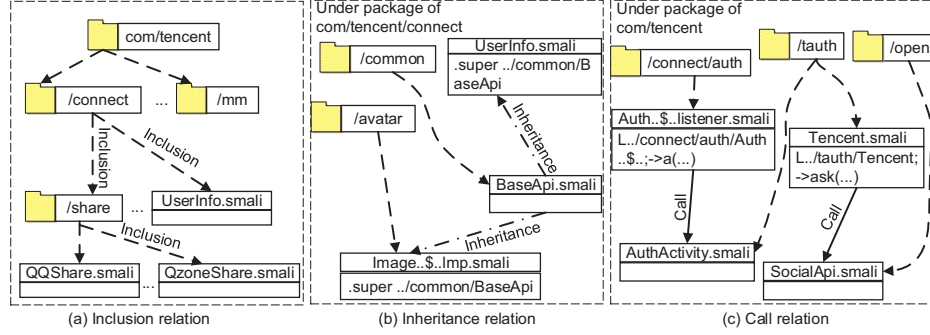 com/tencent
/connect
...
/mm
Inclusion
Inclusion
/share
...
UserInfo.smali
Inclusion
QQShare.smali
...
QzoneShare.smali
(a) Inclusion relation
Under package of
com/tencent/connect
/common
UserInfo.smali
.super ../common/B
aseApi
/avatar
Inheritance
BaseApi.smali
Inheritance
Image..$..Imp.smali
.super ../common/BaseApi
(b) Inheritance relation
Under package of
com/tencent
/connect/auth
/tauth
/open
Auth..$..listener.smali
L../connect/auth/Auth
..$..;->a(...)
Tencent.smali
L../tauth/Tencent;
->ask(...)
Call
Call
AuthActivity.smali
SocialApi.smali
(c) Call relation